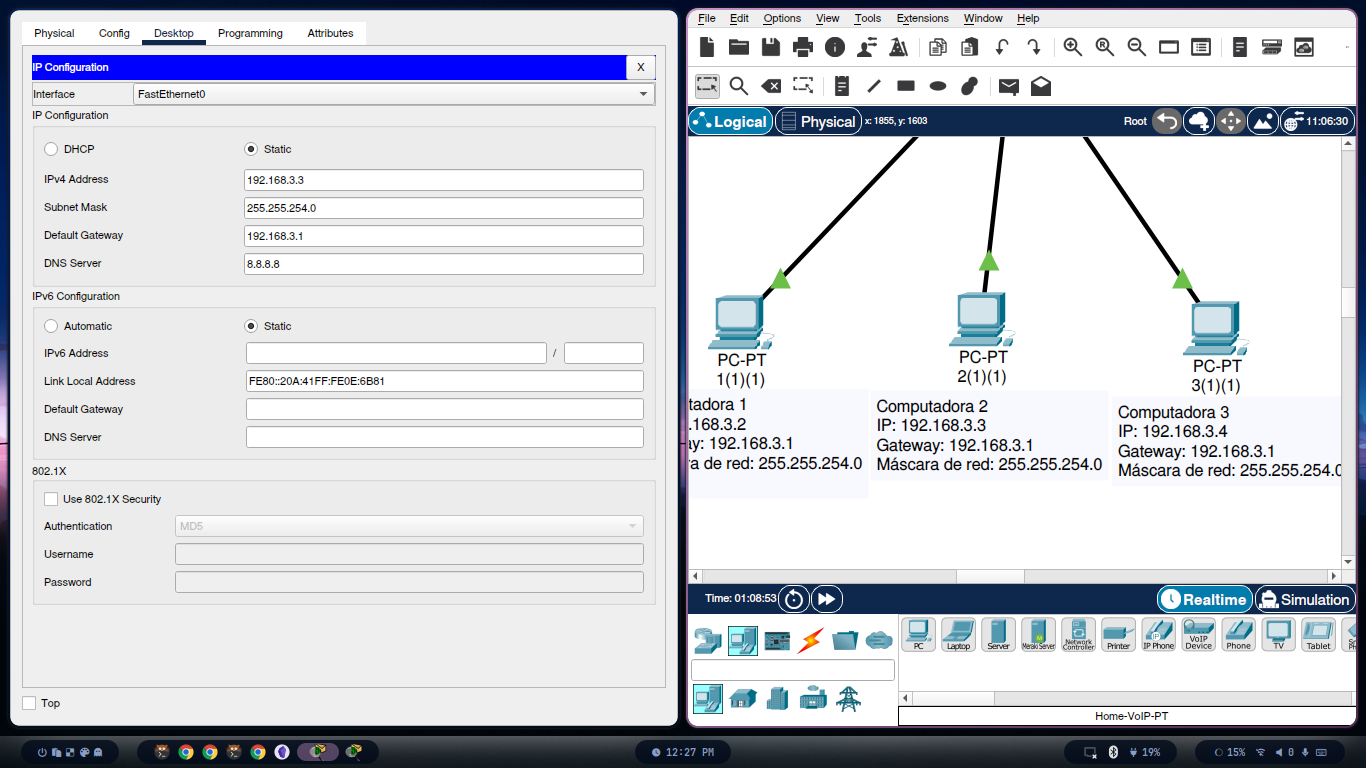 Physical
Config
Desktop
Programming
Attributes
IP Configuration
X
Interface
FastEthernet0
IP Configuration
DHCP
Static
IPv4 Address
192.168.3.3
Subnet Mask
255.255.254.0
Default Gateway
192.168.3.1
DNS Server
8.8.8.8
IPv6 Configuration
Automatic
Static
IPv6 Address
/
Link Local Address
FE80::20A:41FF:FE0E:6B81
Default Gateway
DNS Server
802.1X
Use 802.1X Security
Authentication
MD5
Username
Password
Top
File Edit Options View Tools Extensions Window Help
Logical
Physical
x: 1855, y: 1603
Root
11:06:30
PC-PT
1(1)(1)
PC-PT
2(1)(1)
PC-PT
3(1)(1)
tadora 1
.168.3.2
ay: 192.168.3.1
ra de red: 255.255.254.0
Computadora 2
IP: 192.168.3.3
Gateway: 192.168.3.1
Máscara de red: 255.255.254.0
Computadora 3
IP: 192.168.3.4
Gateway: 192.168.3.1
Máscara de red: 255.255.254.0
Time: 01:08:53
Realtime
Simulation
PC
Laptop
Server
Meraki Server
Network Controller
Printer
IP Phone
VoIP Device
Phone
TV
Tablet
Home-VoIP-PT
12:27 PM
19%
15%
0